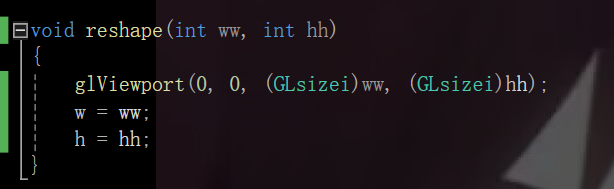 void reshape(int ww, int hh)
{
glViewport(0, 0, (GLsizei)ww, (GLsizei)hh);
w = ww;
h = hh;
}